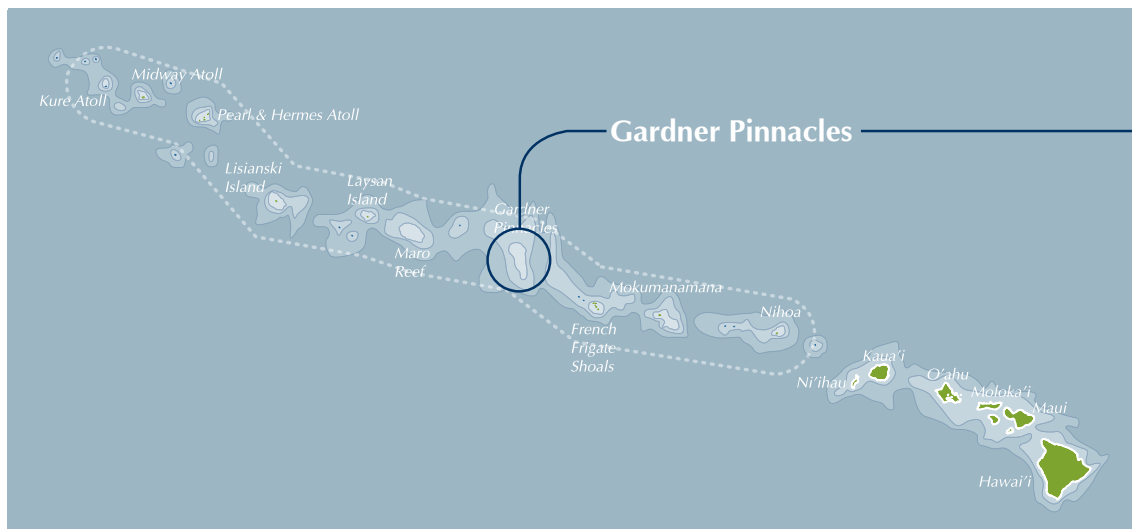 Midway Atoll
Kure Atoll
Pearl & Hermes Atoll
Gardner Pinnacles
Lisianski
Island
Laysan
Island
Gardner
Pinnacles
Maro
Reef
Mokumanamana
Nihoa
French
Frigate
Shoals
Kaua'i
Ni'ihau
O'ahu
Moloka'i
Maui
Hawai'i